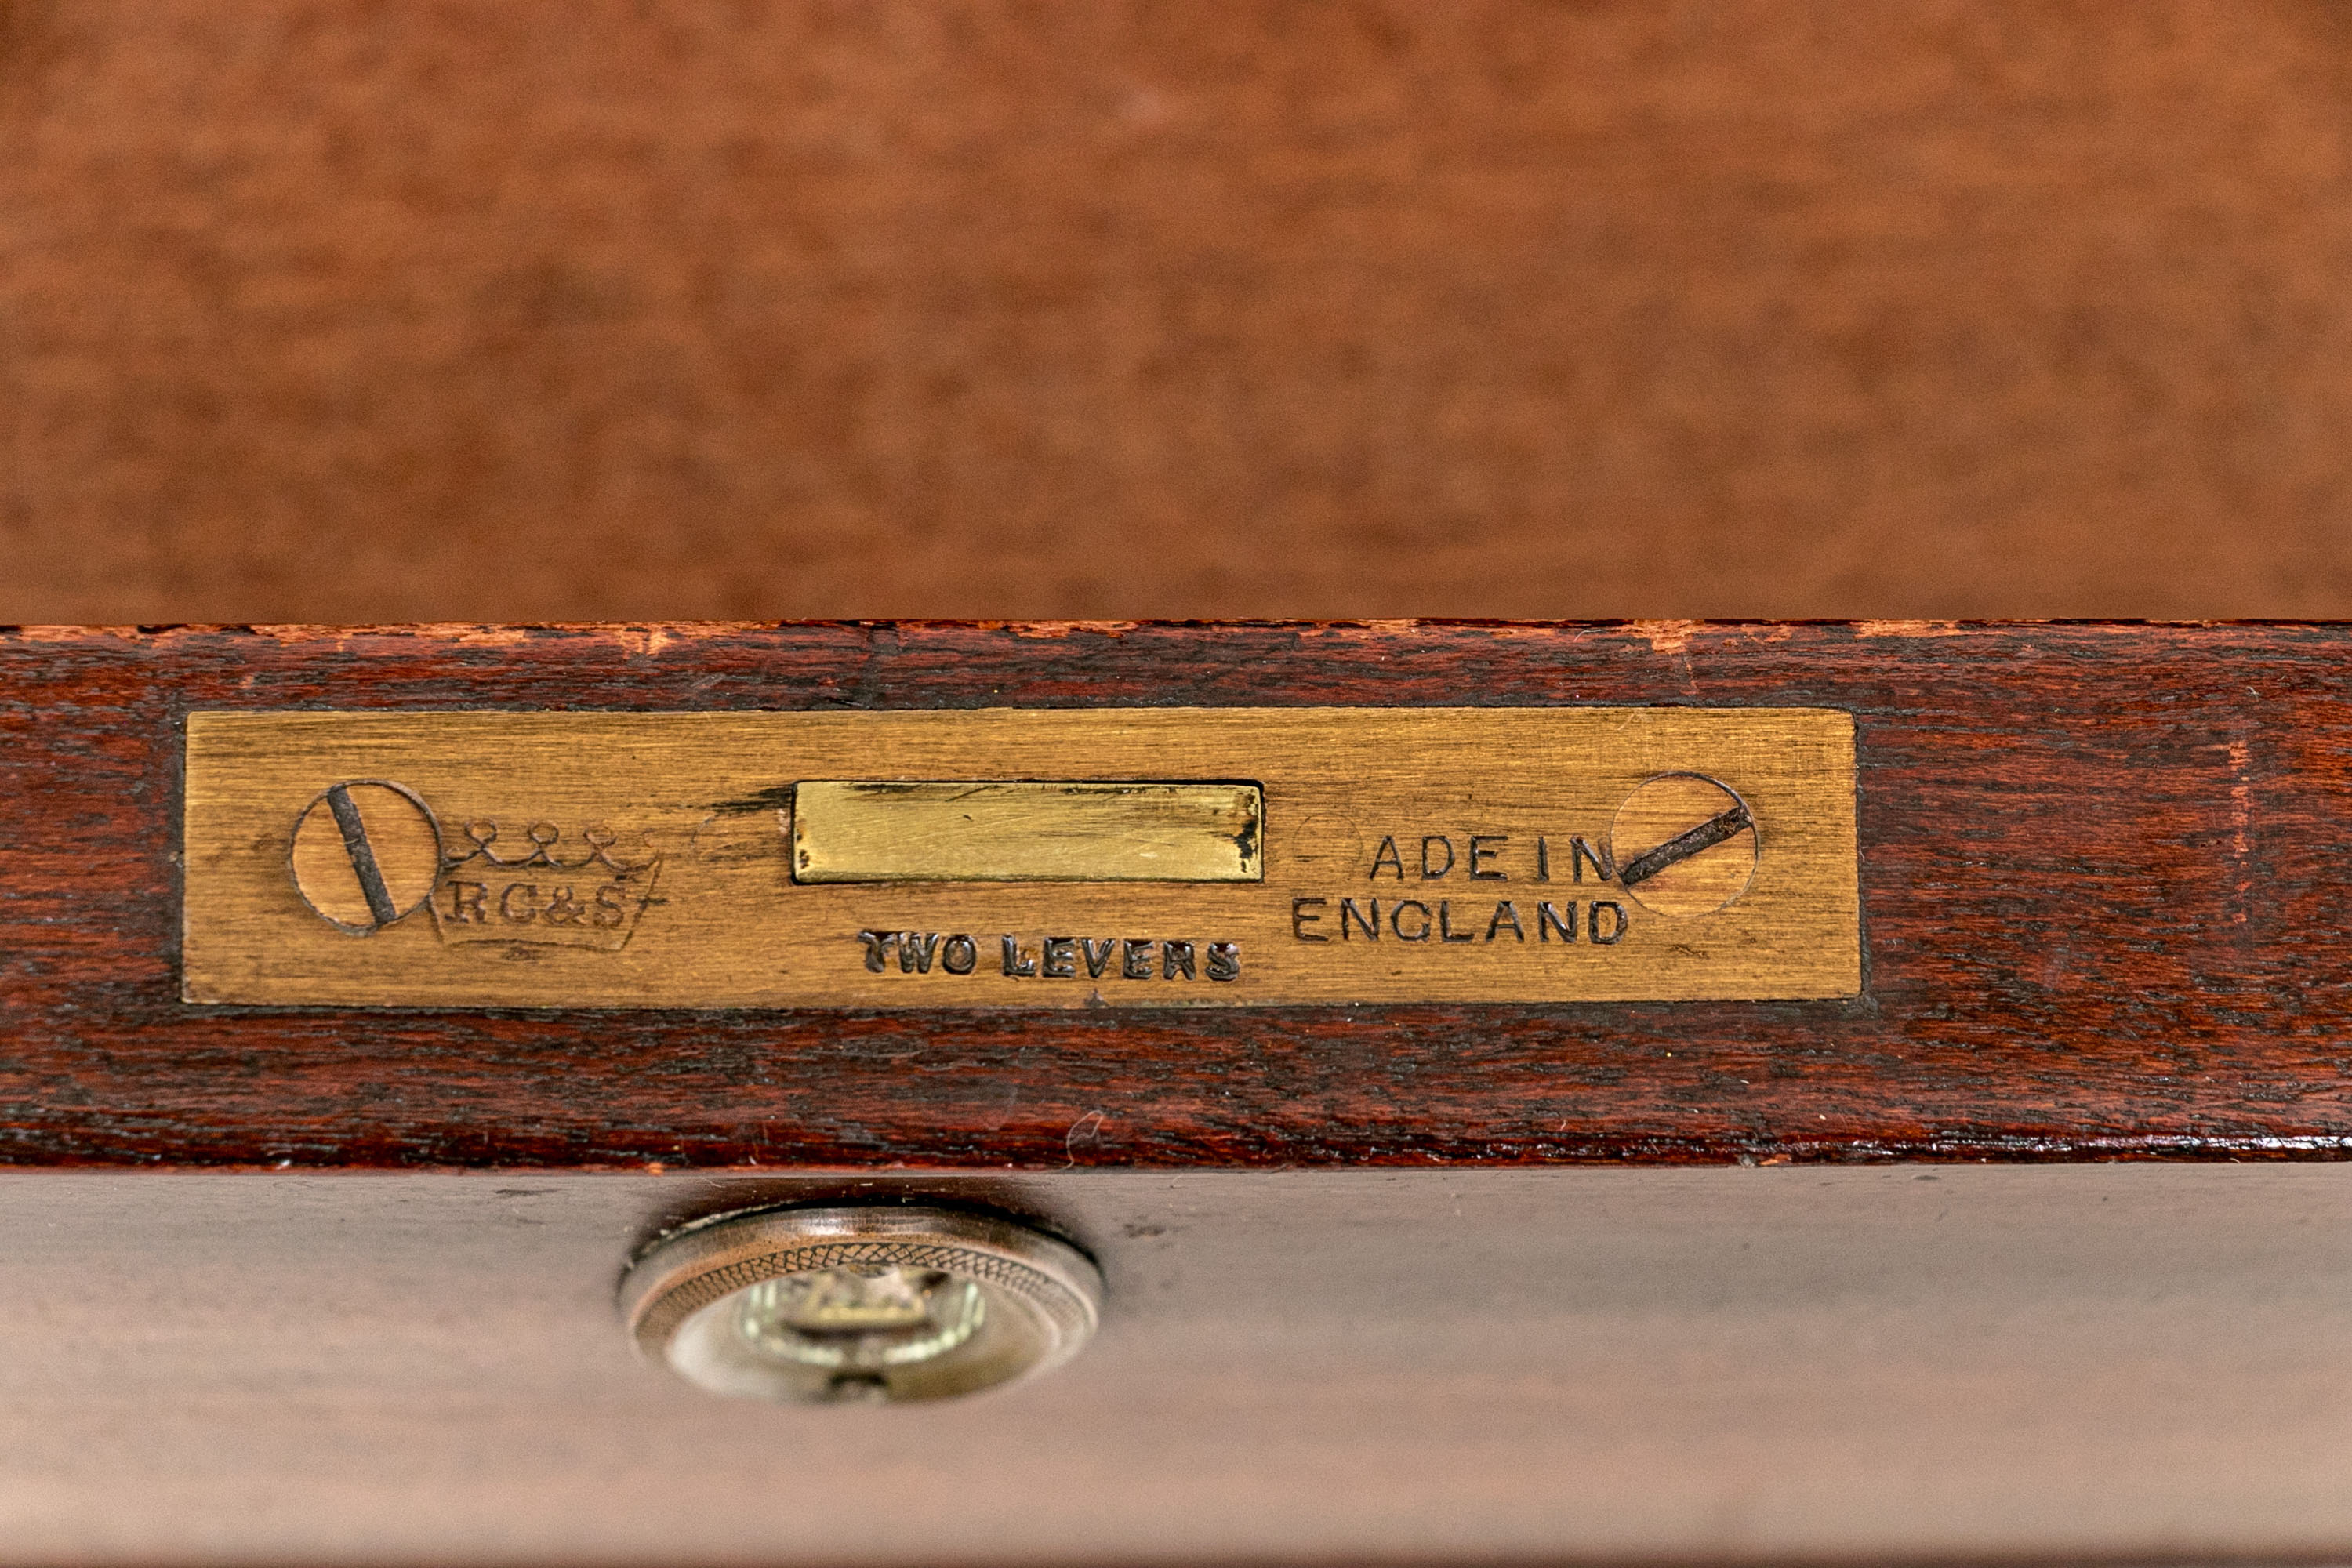 RC&S
TWO LEVERS
ADE IN
ENGLAND